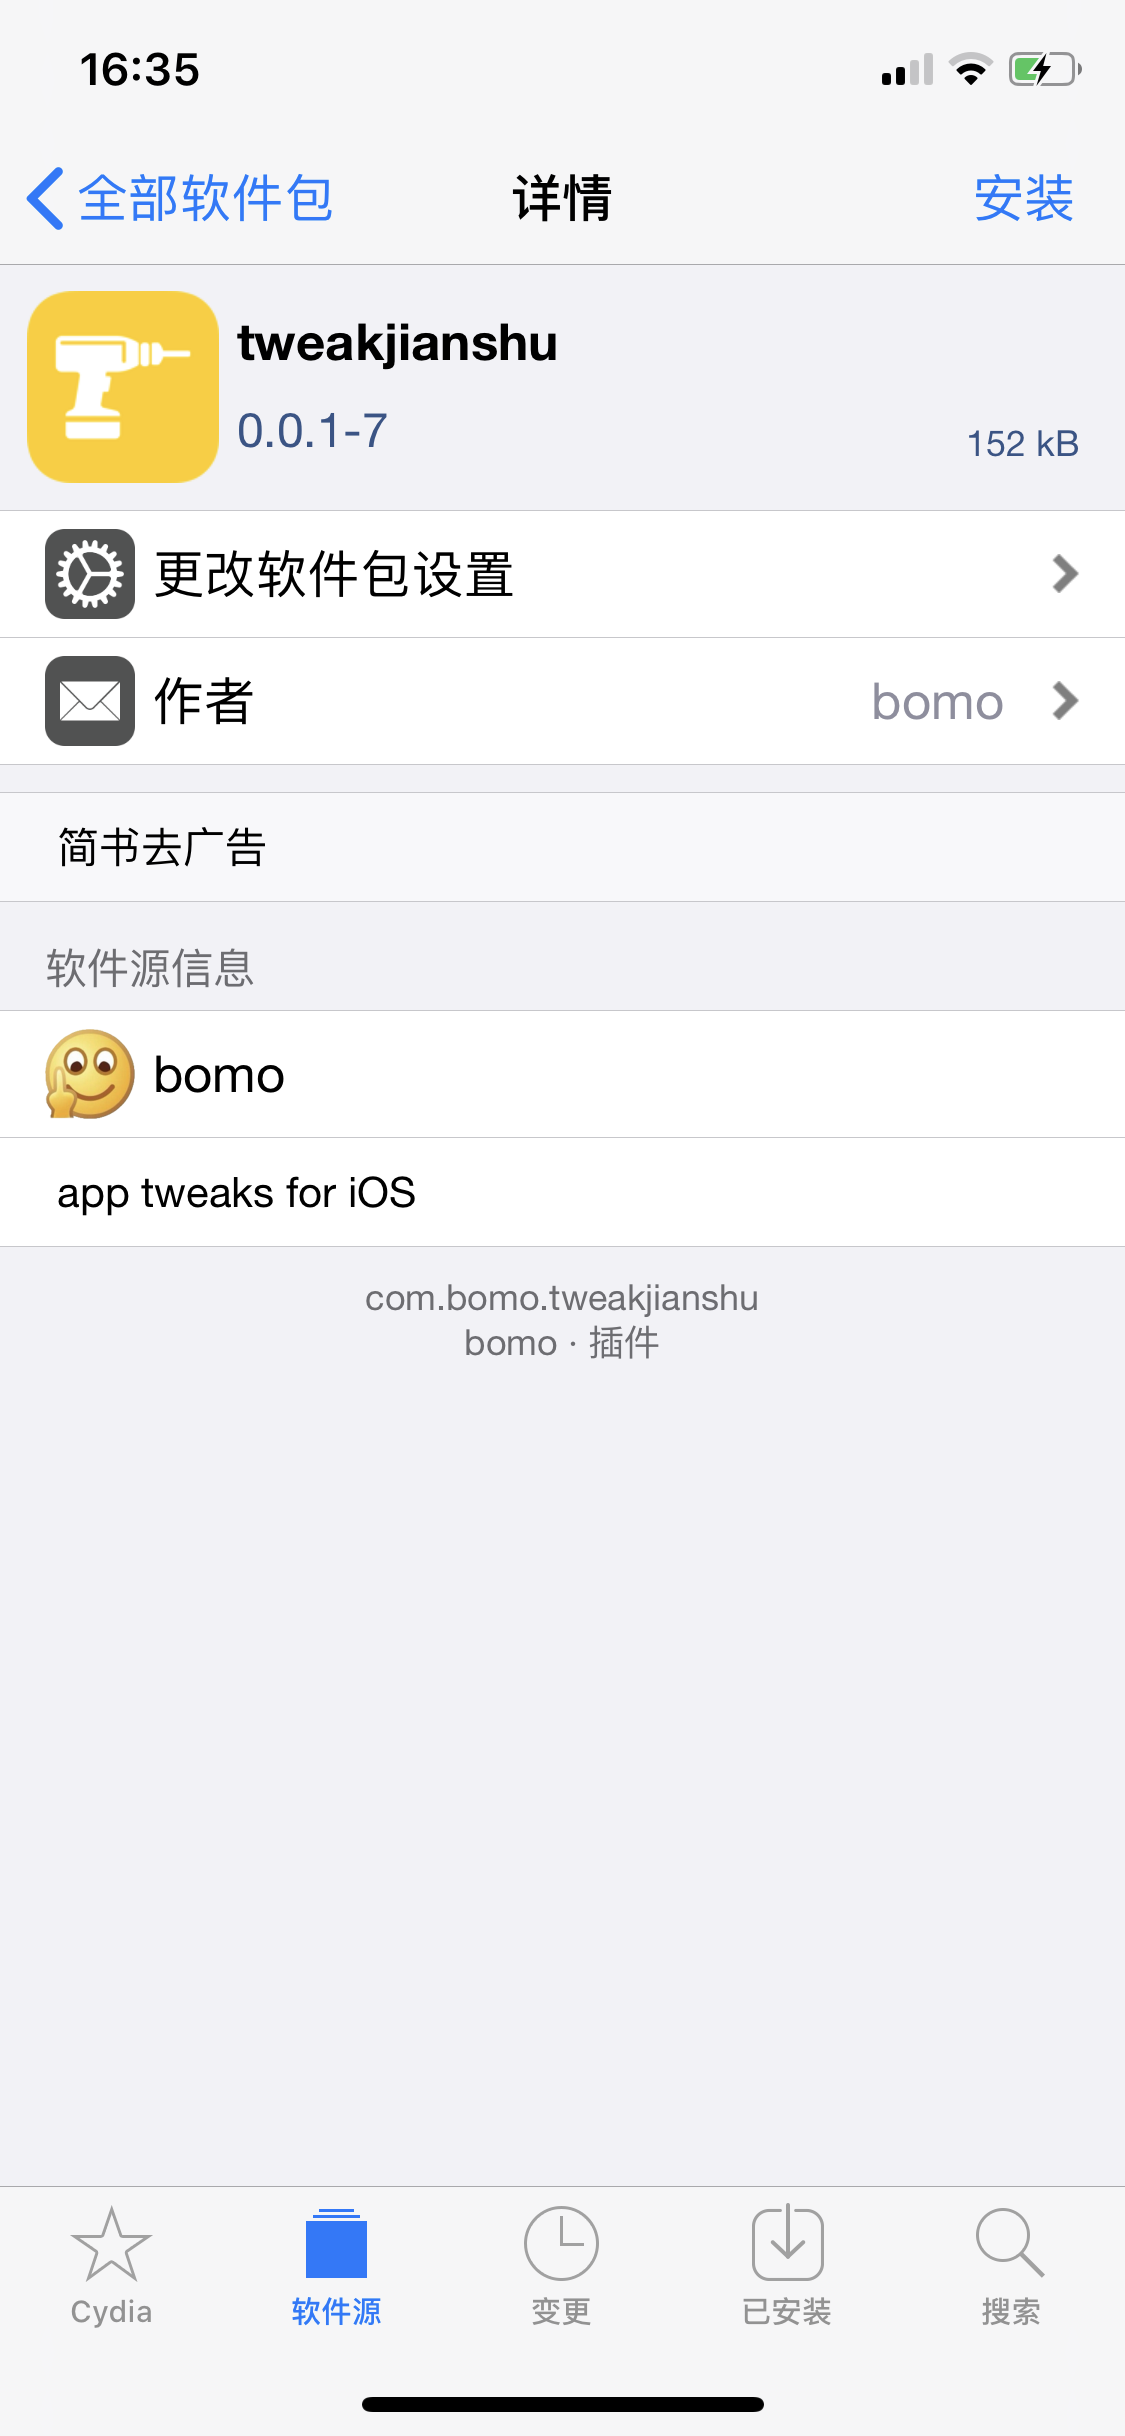 16:35
全部软件包
详情
安装
tweakjianshu
0.0.1-7
152 kB
更改软件包设置
作者
bomo
简书去广告
软件源信息
bomo
app tweaks for iOS
com.bomo.tweakjianshu
bomo · 插件
Cydia
软件源
变更
已安装
搜索